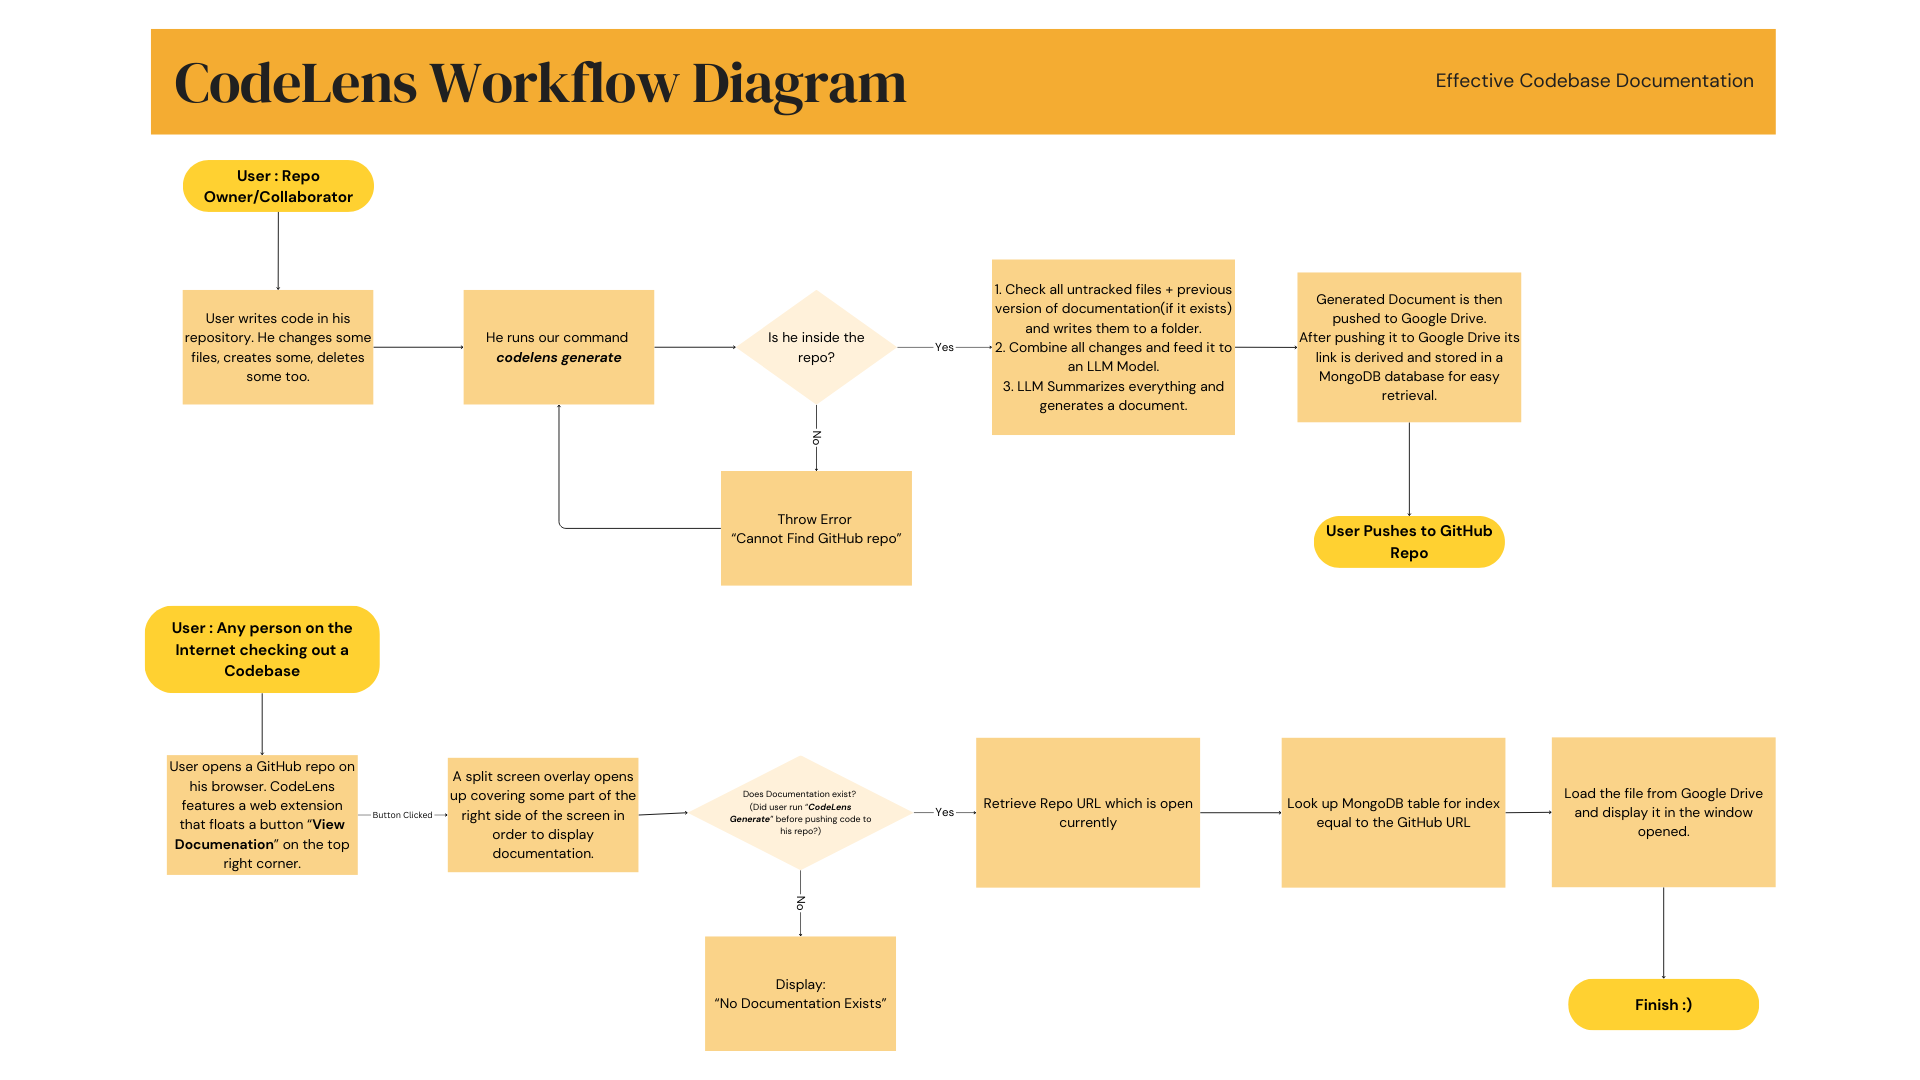 CodeLens Workflow Diagram
Effective Codebase Documentation
User : Repo
Owner/Collaborator
User writes code in his
repository. He changes some
files, creates some, deletes
some too.
He runs our command
codelens generate
Is he inside the
repo?
Yes
No
1. Check all untracked files + previous
version of documentation(if it exists)
and writes them to a folder.
2. Combine all changes and feed it to
an LLM Model.
3. LLM Summarizes everything and
generates a document.
Generated Document is then
pushed to Google Drive.
After pushing it to Google Drive its
link is derived and stored in a
MongoDB database for easy
retrieval.
Throw Error
“Cannot Find GitHub repo”
User Pushes to GitHub
Repo
User : Any person on the
Internet checking out a
Codebase
User opens a GitHub repo on
his browser. CodeLens
features a web extension
that floats a button “View
Documenation” on the top
right corner.
Button Clicked
A split screen overlay opens
up covering some part of the
right side of the screen in
order to display
documentation.
Does Documentation exist?
(Did user run “CodeLens
Generate” before pushing code to
his repo?)
Yes
No
Retrieve Repo URL which is open
currently
Look up MongoDB table for index
equal to the GitHub URL
Load the file from Google Drive
and display it in the window
opened.
Display:
“No Documentation Exists”
Finish :)